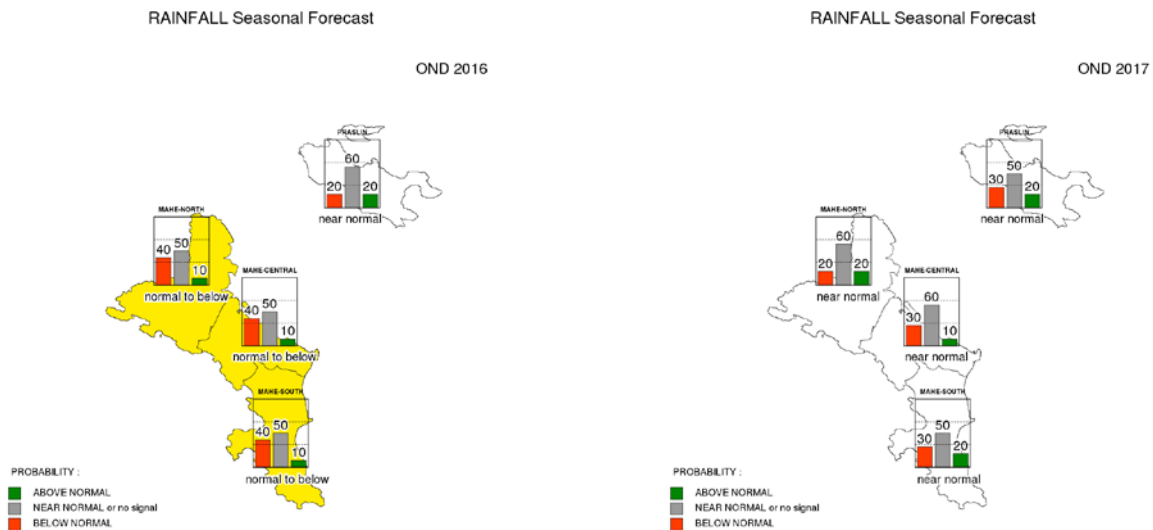 RAINFALL Seasonal Forecast
OND 2016
PRASLIN
60
20
20
near normal
MAHE-NORTH
40
50
10
normal to below
MAHE-CENTRAL
40
50
10
normal to below
MAHE-SOUTH
40
50
10
normal to below
PROBABILITY :
ABOVE NORMAL
NEAR NORMAL or no signal
BELOW NORMAL
RAINFALL Seasonal Forecast
OND 2017
PRASLIN
30
50
20
near normal
MAHE-NORTH
20
60
20
near normal
MAHE-CENTRAL
30
60
10
near normal
MAHE-SOUTH
30
50
20
near normal
PROBABILITY :
ABOVE NORMAL
NEAR NORMAL or no signal
BELOW NORMAL